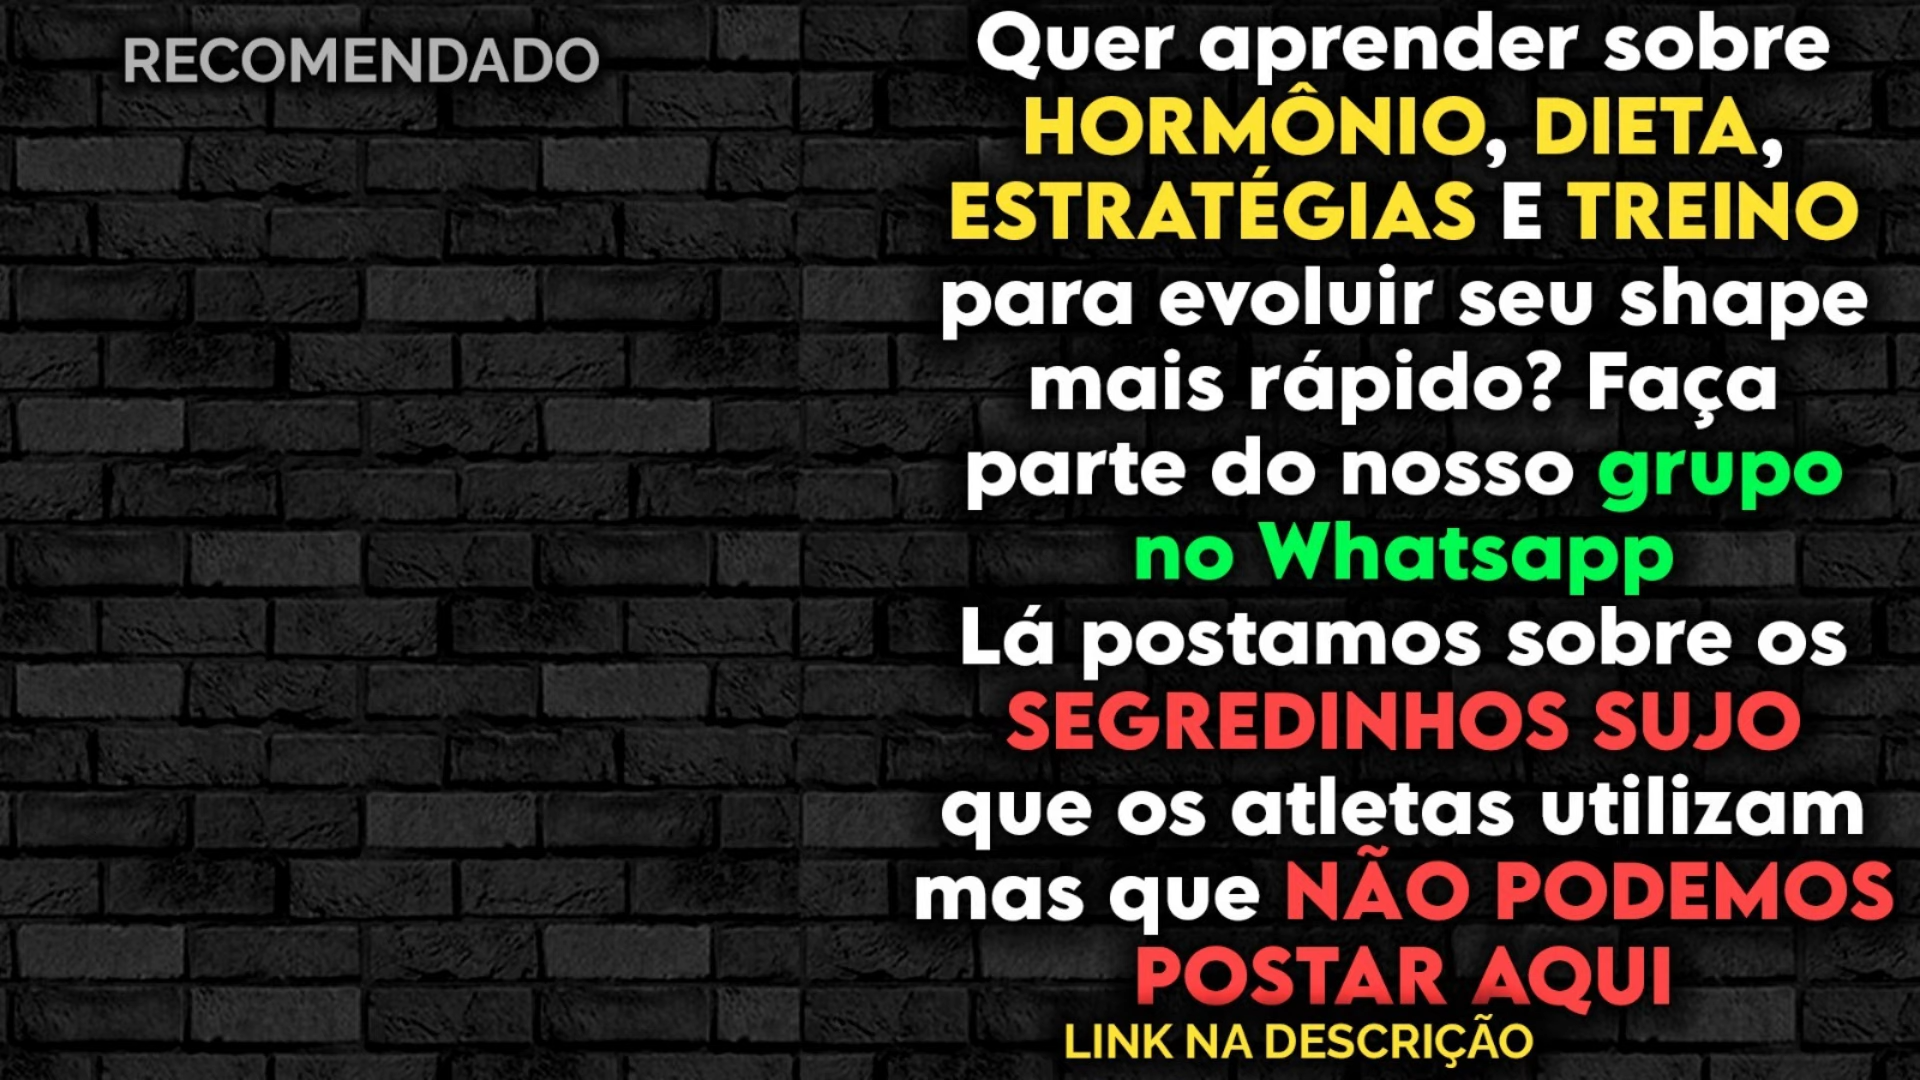 RECOMENDADO
Quer aprender sobre
HORMÔNIO, DIETA,
ESTRATÉGIAS E TREINO
para evoluir seu shape
mais rápido? Faça
parte do nosso grupo
no Whatsapp
Lá postamos sobre os
SEGREDINHOS SUJO
que os atletas utilizam
mas que NÃO PODEMOS
POSTAR AQUI
LINK NA DESCRIÇÃO